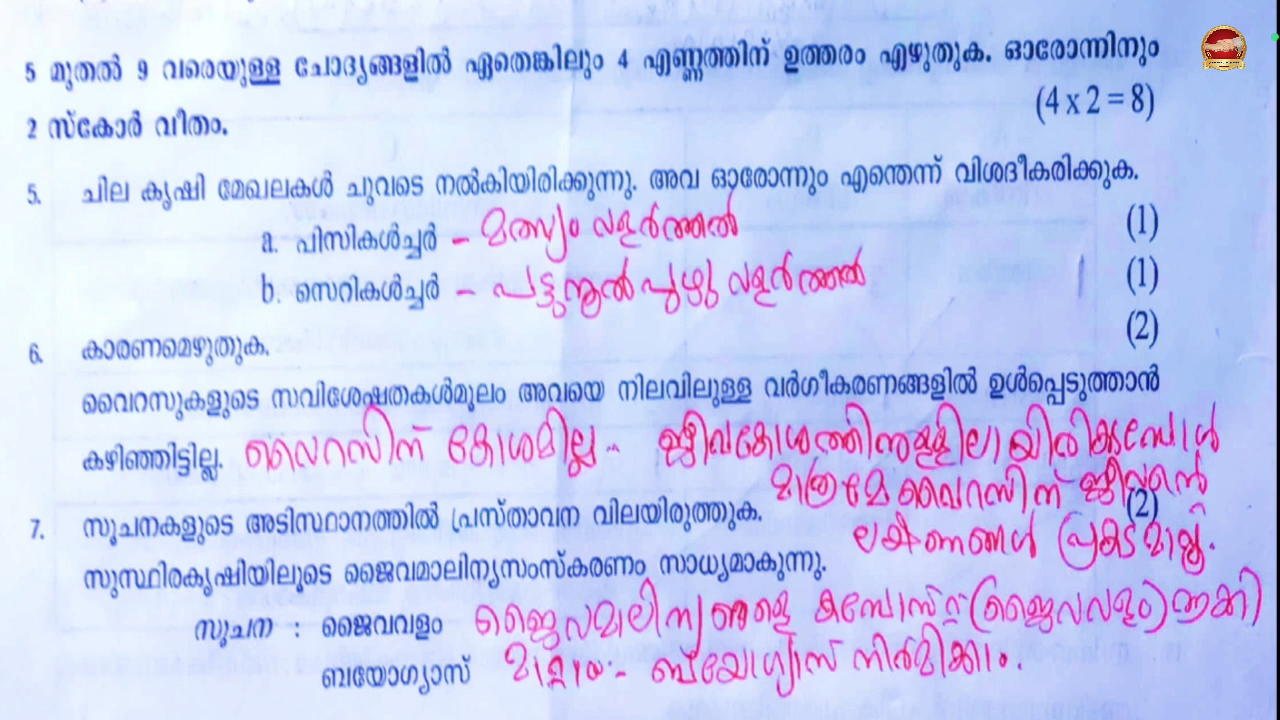 5 മുതൽ 9 വരെയുള്ള ചോദ്യങ്ങളിൽ ഏതെങ്കിലും 4 എണ്ണത്തിന് ഉത്തരം എഴുതുക. ഓരോന്നിനും
2 സ്കോർ വീതം. (4 x 2 = 8)
5. ചില കൃഷി മേഖലകൾ ചുവടെ നൽകിയിരിക്കുന്നു. അവ ഓരോന്നും എന്തെന്ന് വിശദീകരിക്കുക.
a. പിസികൾച്ചർ - മത്സ്യം വളർത്തൽ (1)
b. സെറികൾച്ചർ - പട്ടുനൂൽ പുഴു വളർത്തൽ (1)
6. കാരണമെഴുതുക. (2)
വൈറസുകളുടെ സവിശേഷതകൾമൂലം അവയെ നിലവിലുള്ള വർഗീകരണങ്ങളിൽ ഉൾപ്പെടുത്താൻ
കഴിഞ്ഞിട്ടില്ല. വൈറസിന് കോശമില്ല - ജീവകോശത്തിനുള്ളിലായിരിക്കുമ്പോൾ
മാത്രമേ വൈറസിന് ജീവന്റെ
7. സൂചനകളുടെ അടിസ്ഥാനത്തിൽ പ്രസ്താവന വിലയിരുത്തുക. (2)
ലക്ഷണങ്ങൾ പ്രകടമാവൂ.
സുസ്ഥിരകൃഷിയിലൂടെ ജൈവമാലിന്യസംസ്കരണം സാധ്യമാകുന്നു.
സൂചന : ജൈവവളം ജൈവമാലിന്യങ്ങളെ കമ്പോസ്റ്റ് (ജൈവവളം) ആക്കി
ബയോഗ്യാസ് മാറ്റാം - ബയോഗ്യാസ് നിർമിക്കാം.